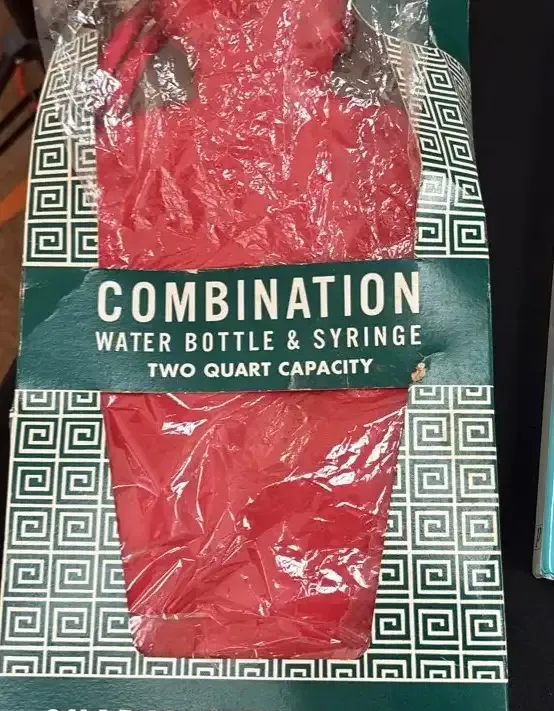 COMBINATION
WATER BOTTLE & SYRINGE
TWO QUART CAPACITY